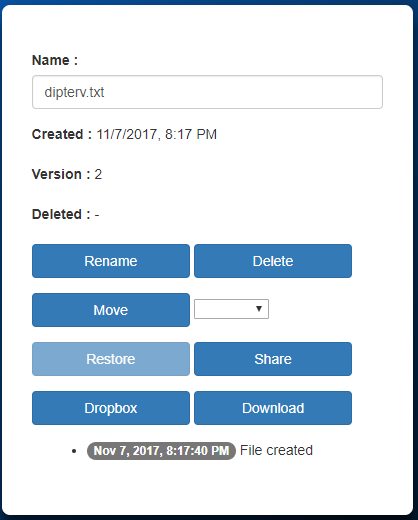 Name :
dipterv.txt
Created : 11/7/2017, 8:17 PM
Version : 2
Deleted : -
Rename Delete
Move
Restore Share
Dropbox Download
Nov 7, 2017, 8:17:40 PM File created